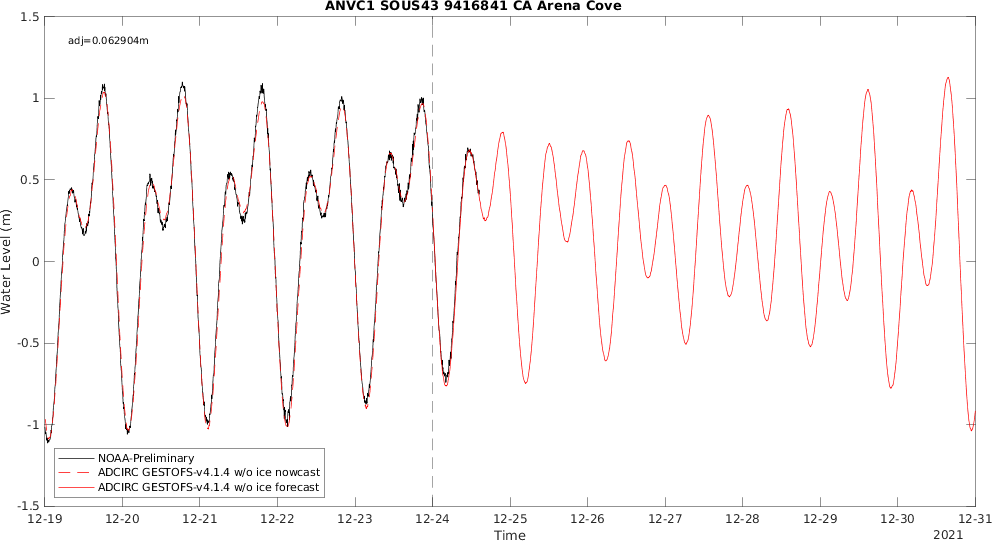 ANVC1 SOUS43 9416841 CA Arena Cove
adj=0.062904m
1.5
1
0.5
0
-0.5
-1
-1.5
Water Level (m)
NOAA-Preliminary
ADCIRC GESTOFS-v4.1.4 w/o ice nowcast
ADCIRC GESTOFS-v4.1.4 w/o ice forecast
12-19 12-20 12-21 12-22 12-23 12-24 12-25 12-26 12-27 12-28 12-29 12-30 12-31
Time
2021